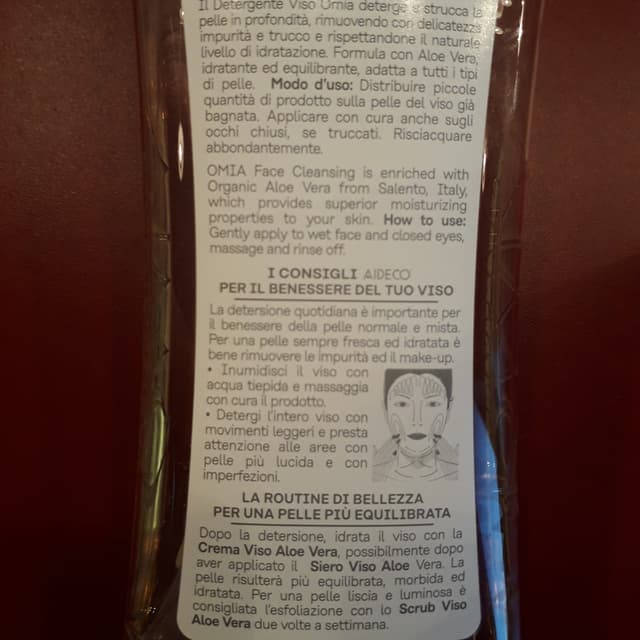 Il Detergente Viso Omia deterge e strucca la
pelle in profondità, rimuovendo con delicatezza
impurità e trucco e rispettandone il naturale
livello di idratazione. Formula con Aloe Vera,
idratante ed equilibrante, adatta a tutti i tipi
di pelle. Modo d'uso: Distribuire piccole
quantità di prodotto sulla pelle del viso già
bagnata. Applicare con cura anche sugli
occhi chiusi, se truccati. Risciacquare
abbondantemente.
OMIA Face Cleansing is enriched with
Organic Aloe Vera from Salento, Italy,
which provides superior moisturizing
properties to your skin. How to use:
Gently apply to wet face and closed eyes,
massage and rinse off.
I CONSIGLI AIDECO
PER IL BENESSERE DEL TUO VISO
La detersione quotidiana è importante per
il benessere della pelle normale e mista.
Per una pelle sempre fresca ed idratata è
bene rimuovere le impurità ed il make-up.
• Inumidisci il viso con
acqua tiepida e massaggia
con cura il prodotto.
• Detergi l'intero viso con
movimenti leggeri e presta
attenzione alle aree con
pelle più lucida e con
imperfezioni.
LA ROUTINE DI BELLEZZA
PER UNA PELLE PIÙ EQUILIBRATA
Dopo la detersione, idrata il viso con la
Crema Viso Aloe Vera, possibilmente dopo
aver applicato il Siero Viso Aloe Vera. La
pelle risulterà più equilibrata, morbida ed
idratata. Per una pelle liscia e luminosa è
consigliata l'esfoliazione con lo Scrub Viso
Aloe Vera due volte a settimana.